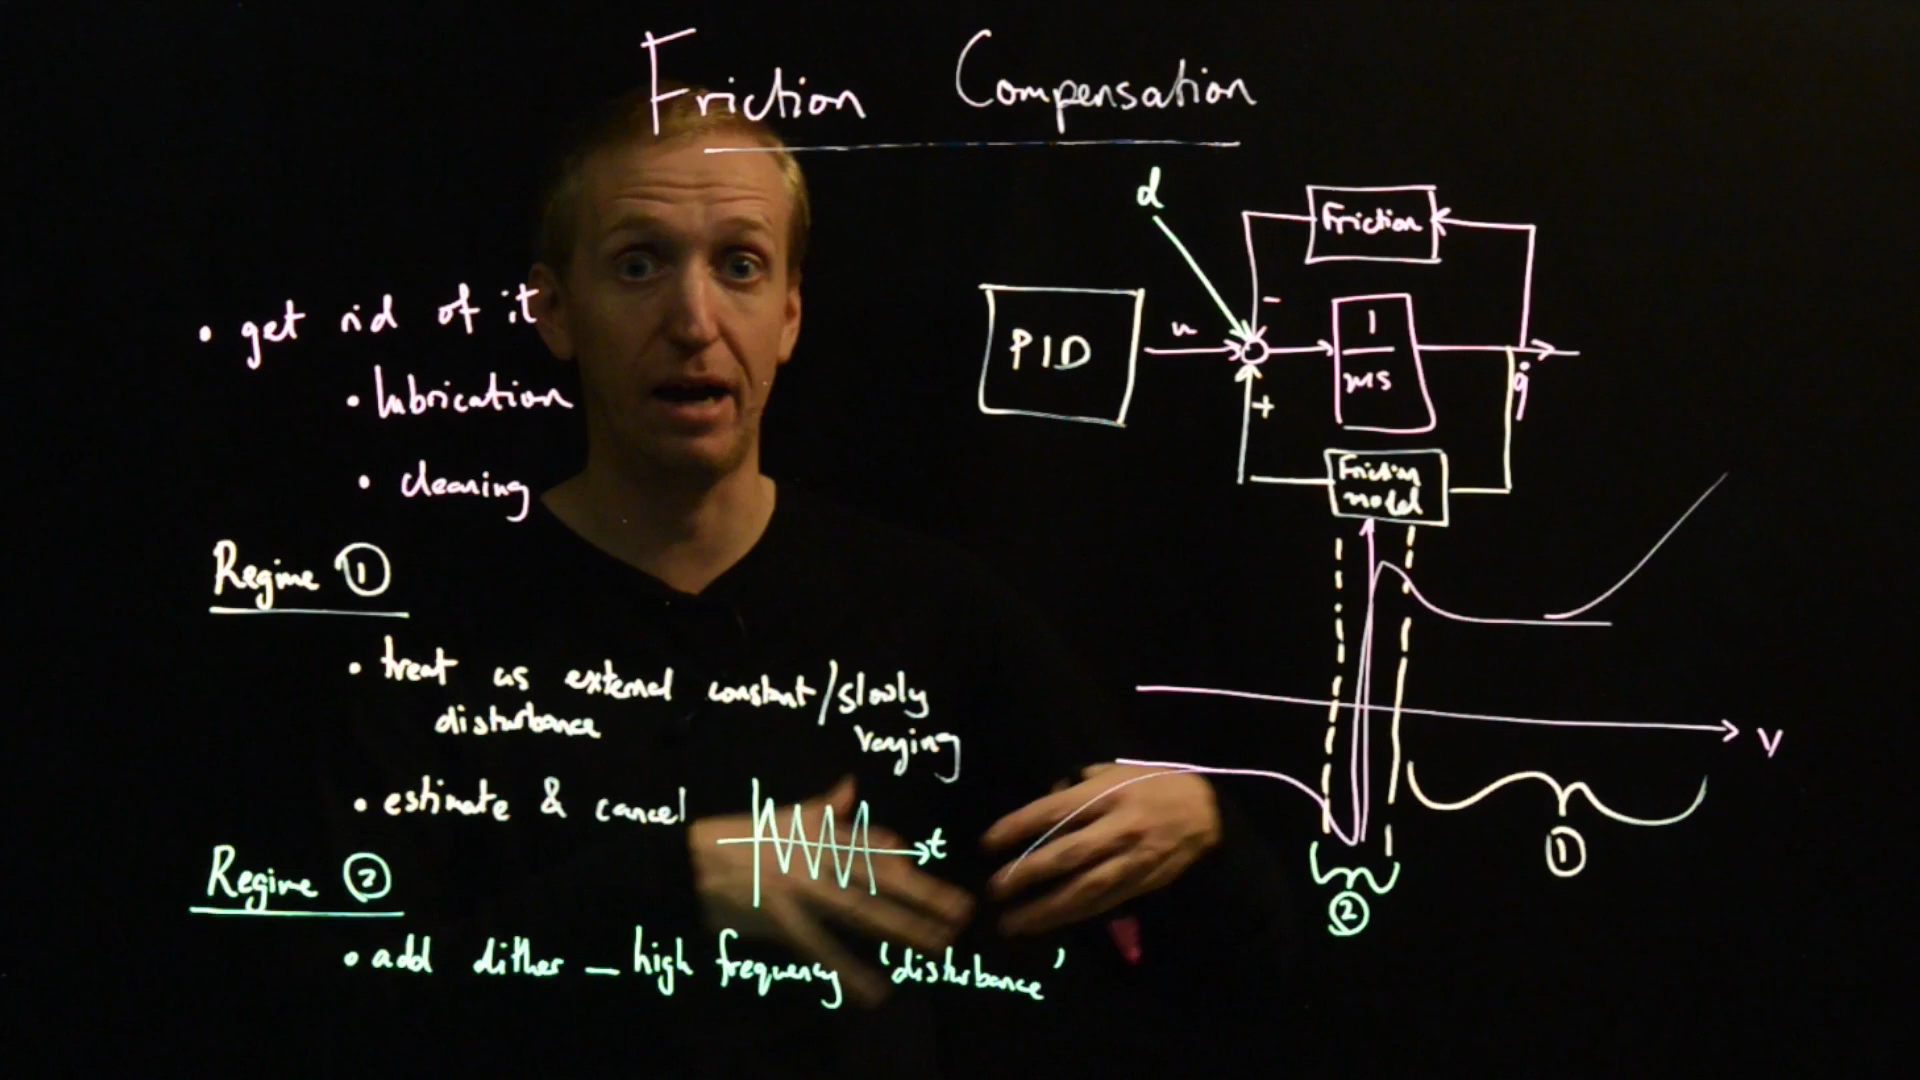 Friction Compensation
• get rid of it
• lubrication
• cleaning
Regime ①
• treat as external constant/slowly
disturbance varying
• estimate & cancel
t
Regime ②
• add dither – high frequency 'disturbance'
d
Friction
-
PID
u
1
ms
q̇
+
Friction
model
V
①
②